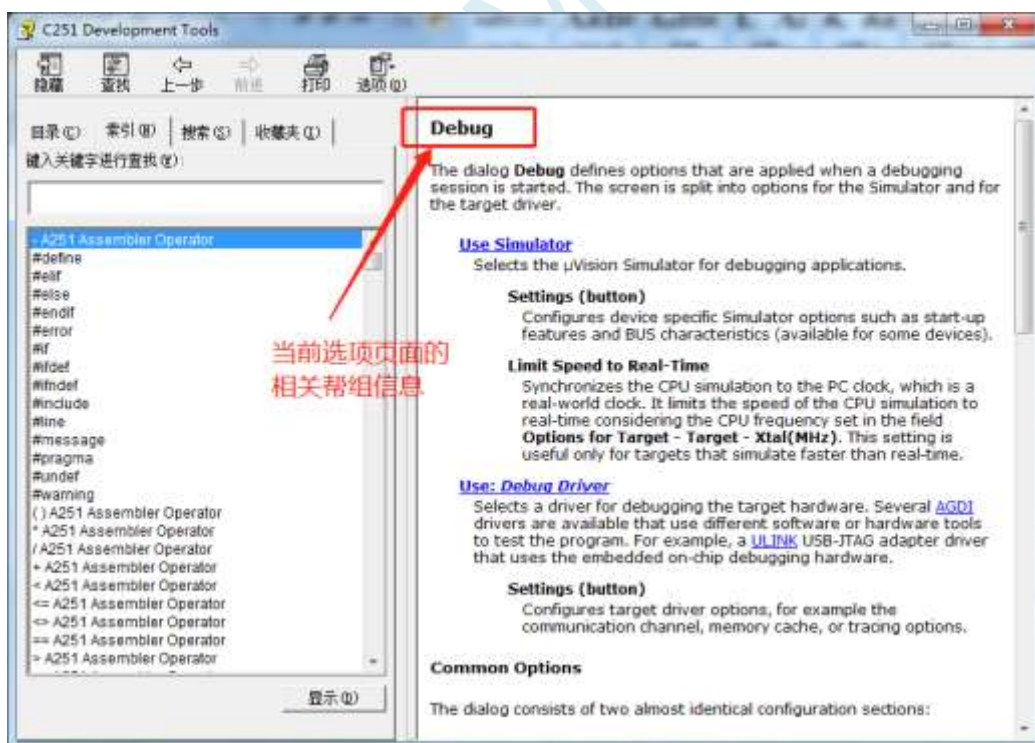 C251 Development Tools
隐藏 查找 上一步 前进 打印 选项(O)
目录(C) 索引(N) 搜索(S) 收藏夹(I)
键入关键字进行查找(W):
- A251 Assembler Operator
#define
#elif
#else
#endif
#error
#if
#ifdef
#ifndef
#include
#line
#message
#pragma
#undef
#warning
( ) A251 Assembler Operator
* A251 Assembler Operator
/ A251 Assembler Operator
+ A251 Assembler Operator
< A251 Assembler Operator
<= A251 Assembler Operator
<> A251 Assembler Operator
== A251 Assembler Operator
> A251 Assembler Operator
显示(D)
当前选项页面的
相关帮组信息
Debug
The dialog Debug defines options that are applied when a debugging
session is started. The screen is split into options for the Simulator and for
the target driver.
Use Simulator
Selects the µVision Simulator for debugging applications.
Settings (button)
Configures device specific Simulator options such as start-up
features and BUS characteristics (available for some devices).
Limit Speed to Real-Time
Synchronizes the CPU simulation to the PC clock, which is a
real-world clock. It limits the speed of the CPU simulation to
real-time considering the CPU frequency set in the field
Options for Target - Target - Xtal(MHz). This setting is
useful only for targets that simulate faster than real-time.
Use: Debug Driver
Selects a driver for debugging the target hardware. Several AGDI
drivers are available that use different software or hardware tools
to test the program. For example, a ULINK USB-JTAG adapter driver
that uses the embedded on-chip debugging hardware.
Settings (button)
Configures target driver options, for example the
communication channel, memory cache, or tracing options.
Common Options
The dialog consists of two almost identical configuration sections: